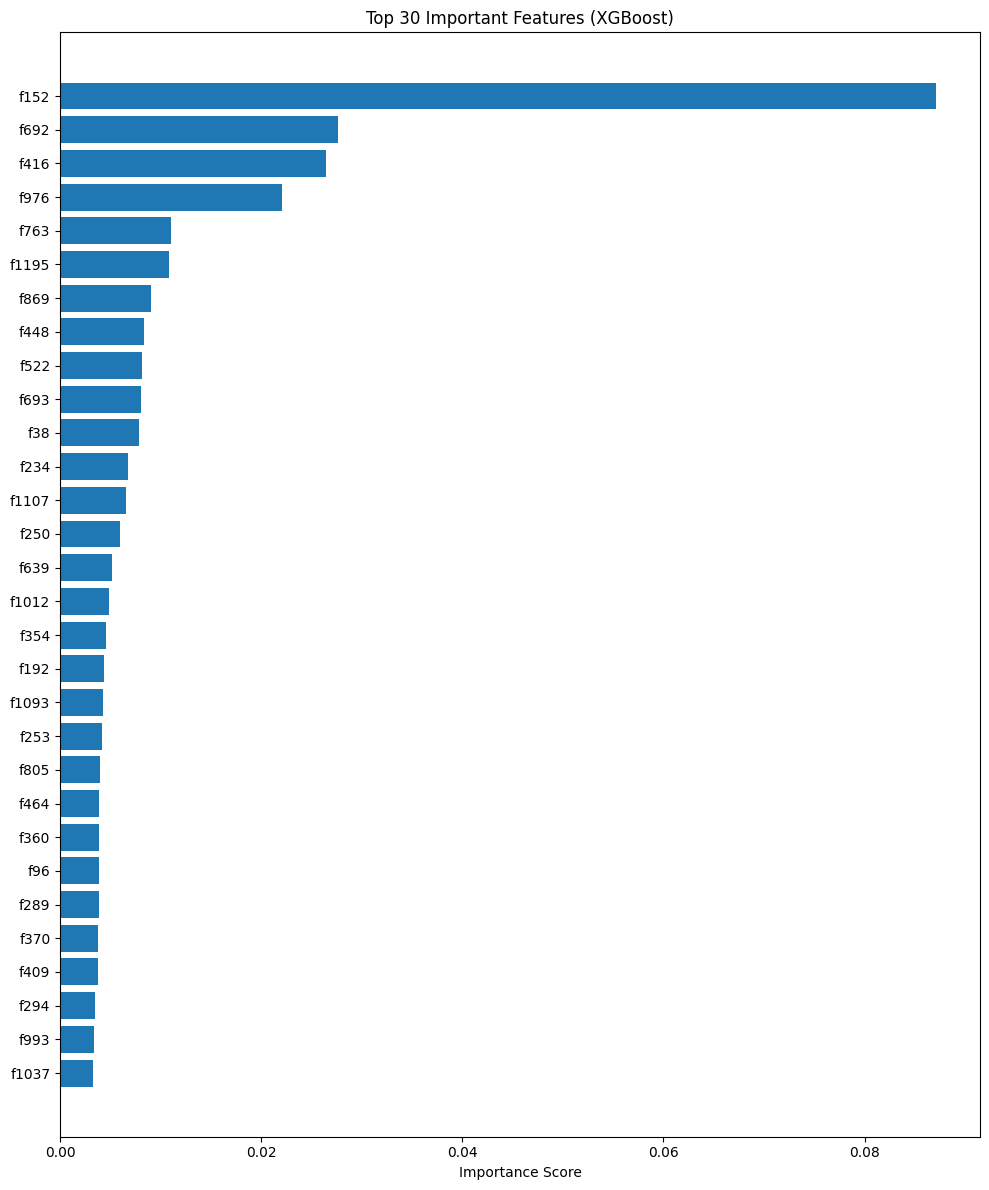 Top 30 Important Features (XGBoost)
f152
f692
f416
f976
f763
f1195
f869
f448
f522
f693
f38
f234
f1107
f250
f639
f1012
f354
f192
f1093
f253
f805
f464
f360
f96
f289
f370
f409
f294
f993
f1037
0.00 0.02 0.04 0.06 0.08
Importance Score